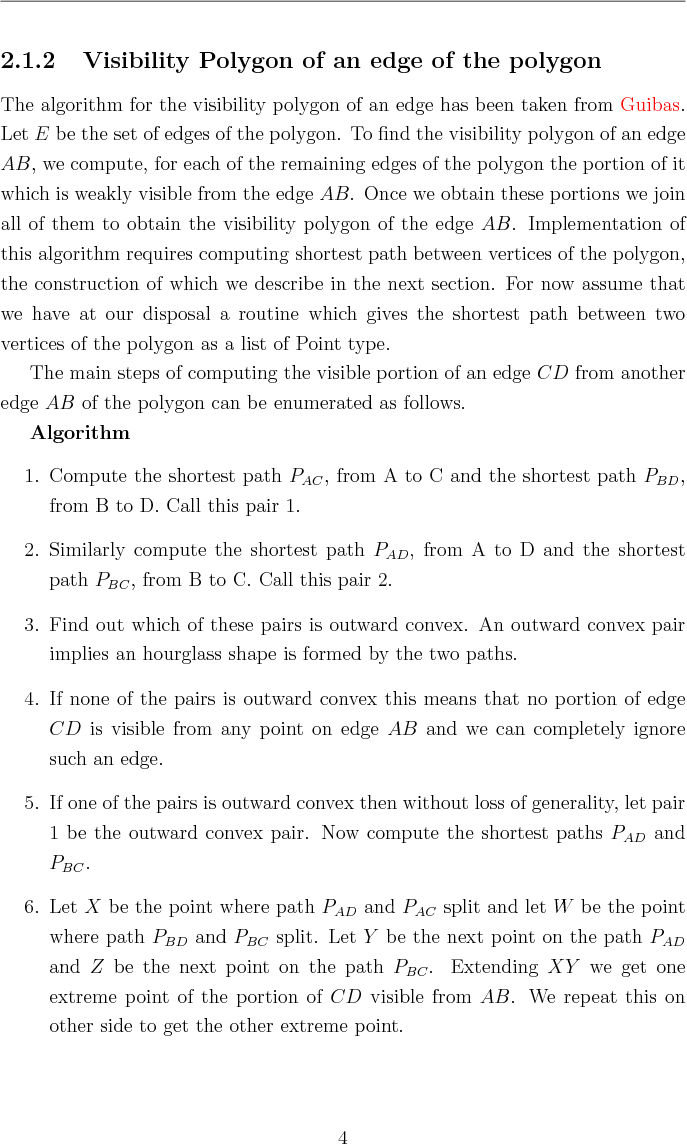 2.1.2 Visibility Polygon of an edge of the polygon
The algorithm for the visibility polygon of an edge has been taken from Guibas.
Let E be the set of edges of the polygon. To find the visibility polygon of an edge
AB, we compute, for each of the remaining edges of the polygon the portion of it
which is weakly visible from the edge AB. Once we obtain these portions we join
all of them to obtain the visibility polygon of the edge AB. Implementation of
this algorithm requires computing shortest path between vertices of the polygon,
the construction of which we describe in the next section. For now assume that
we have at our disposal a routine which gives the shortest path between two
vertices of the polygon as a list of Point type.
The main steps of computing the visible portion of an edge CD from another
edge AB of the polygon can be enumerated as follows.
Algorithm
1. Compute the shortest path P_{AC}, from A to C and the shortest path P_{BD},
from B to D. Call this pair 1.
2. Similarly compute the shortest path P_{AD}, from A to D and the shortest
path P_{BC}, from B to C. Call this pair 2.
3. Find out which of these pairs is outward convex. An outward convex pair
implies an hourglass shape is formed by the two paths.
4. If none of the pairs is outward convex this means that no portion of edge
CD is visible from any point on edge AB and we can completely ignore
such an edge.
5. If one of the pairs is outward convex then without loss of generality, let pair
1 be the outward convex pair. Now compute the shortest paths P_{AD} and
P_{BC}.
6. Let X be the point where path P_{AD} and P_{AC} split and let W be the point
where path P_{BD} and P_{BC} split. Let Y be the next point on the path P_{AD}
and Z be the next point on the path P_{BC}. Extending XY we get one
extreme point of the portion of CD visible from AB. We repeat this on
other side to get the other extreme point.
4